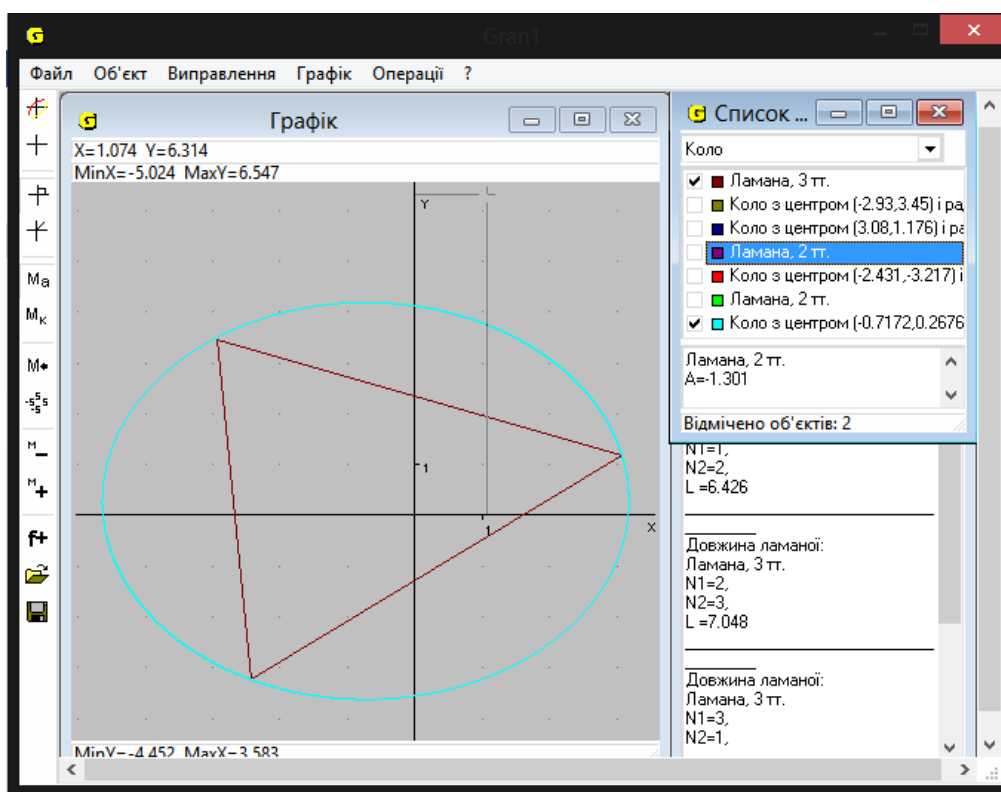 Gran1
Файл Об'єкт Виправлення Графік Операції ?
Графік
X=1.074 Y=6.314
MinX=-5.024 MaxY=6.547
Y
1
1
X
MinY=-4.452 MaxX=3.583
Список ...
Коло
Ламана, 3 тт.
Коло з центром (-2.93,3.45) і ра
Коло з центром (3.08,1.176) і ра
Ламана, 2 тт.
Коло з центром (-2.431,-3.217) і
Ламана, 2 тт.
Коло з центром (-0.7172,0.2676
Ламана, 2 тт.
A=-1.301
Відмічено об'єктів: 2
N1=1,
N2=2,
L =6.426
Довжина ламаної:
Ламана, 3 тт.
N1=2,
N2=3,
L =7.048
Довжина ламаної:
Ламана, 3 тт.
N1=3,
N2=1,
Mа
Mк
M
-5 5 5 s
M
M
f+